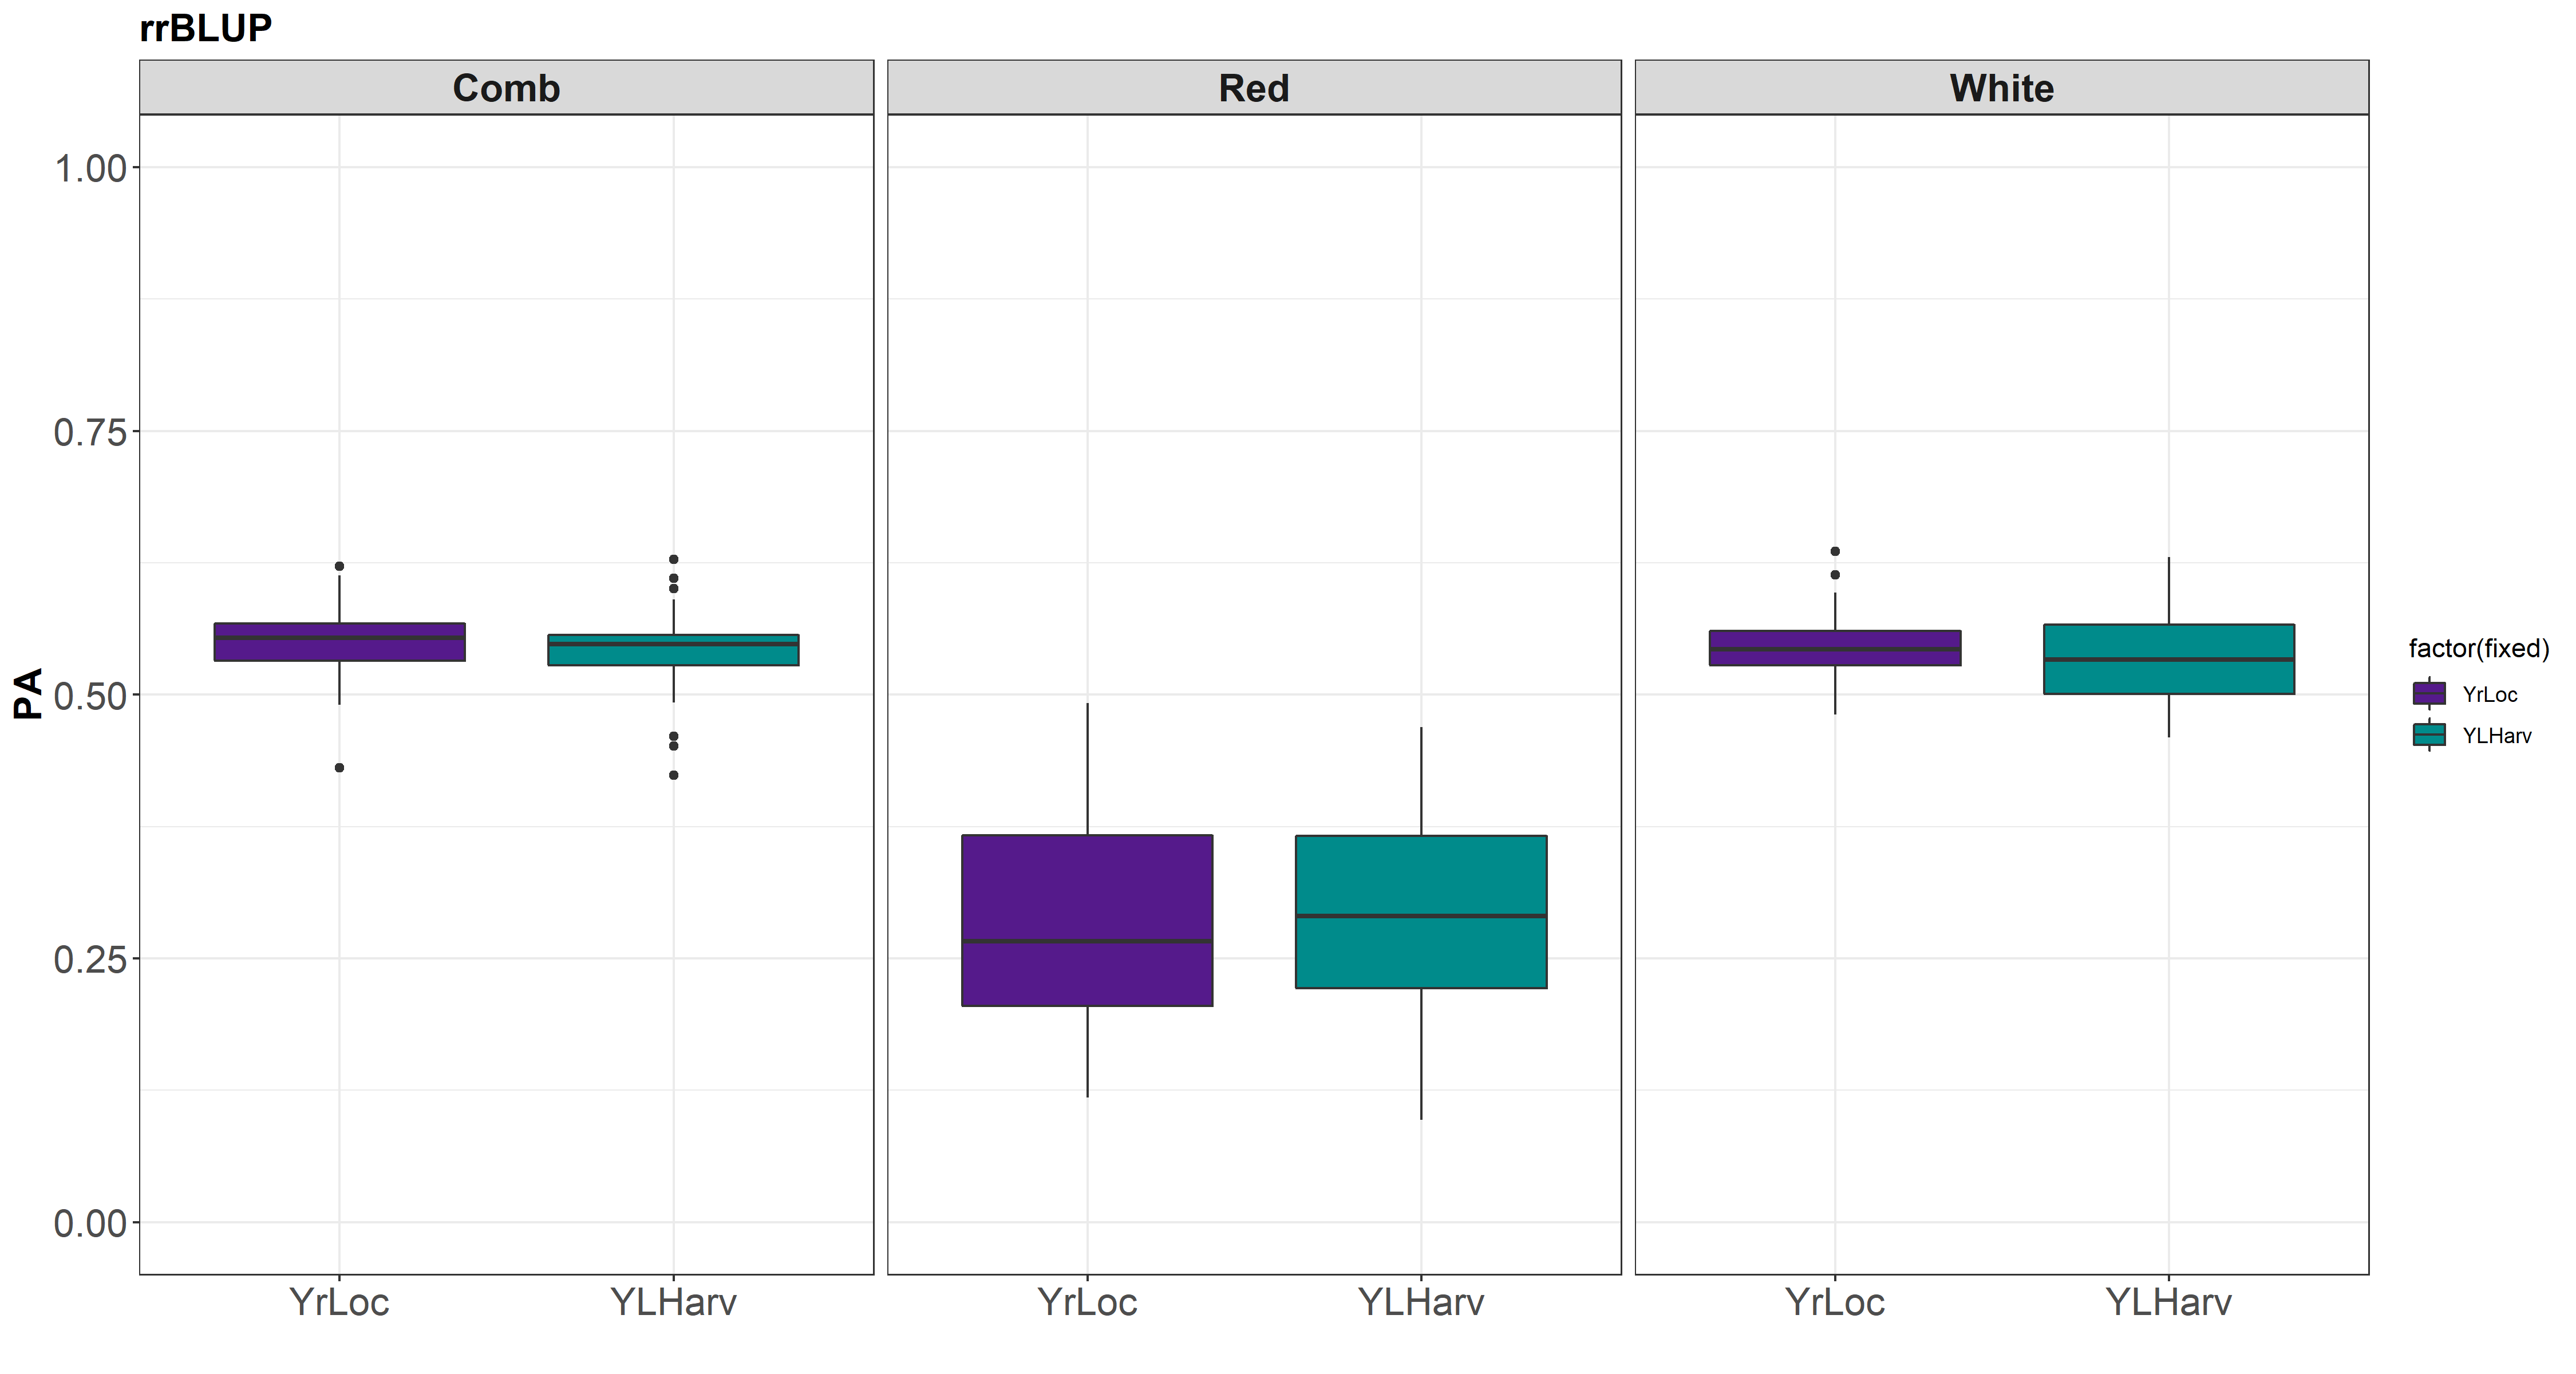 rrBLUP
Comb Red White
1.00
0.75
0.50
0.25
0.00
PA
YrLoc YLHarv YrLoc YLHarv YrLoc YLHarv
factor(fixed)
YrLoc
YLHarv